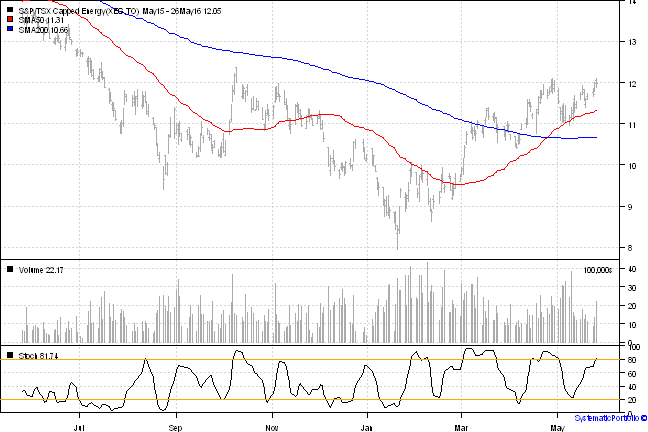 S&P/TSX Capped Energy(XEG.TO) May15 - 26May16 12.05
SMA50 11.31
SMA200 10.66
14
13
12
11
10
9
8
Volume 22.17
100,000s
40
30
20
10
0
Stoch 81.74
100
80
60
40
20
0
Jul
Sep
Nov
Jan
Mar
May
SystematicPortfolio ©